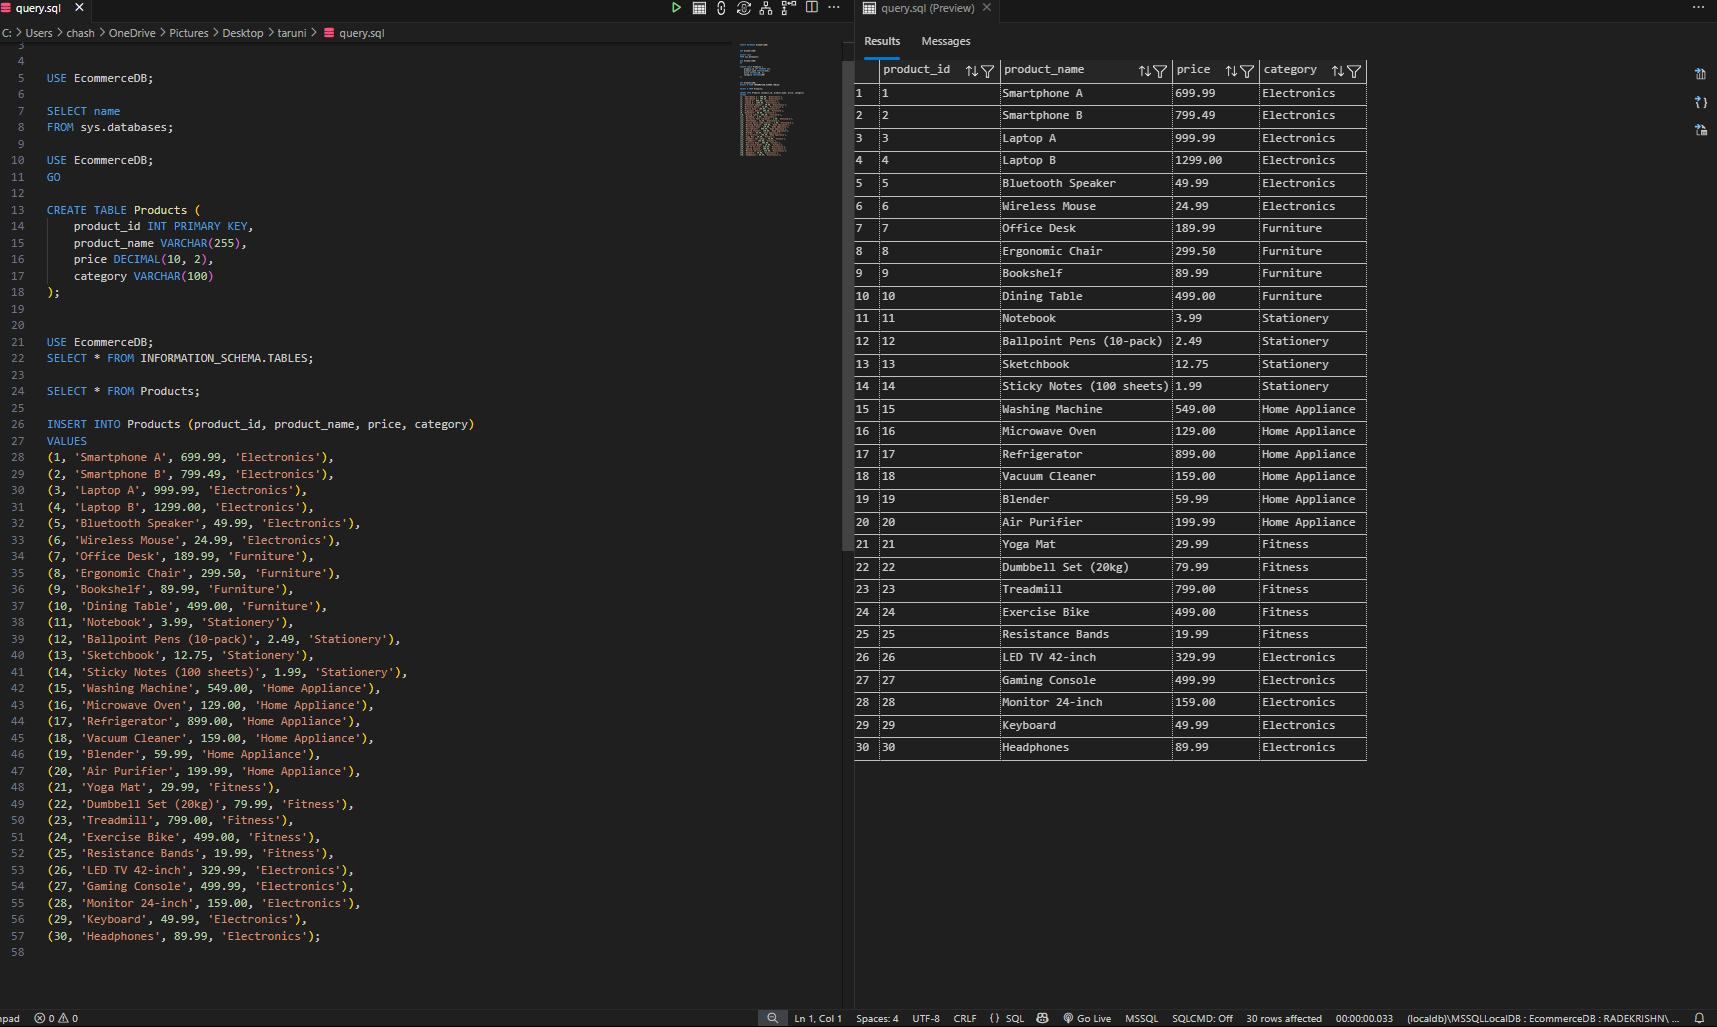 query.sql
query.sql (Preview)
C: > Users > chash > OneDrive > Pictures > Desktop > taruni > query.sql
Results Messages
3
4
5 USE EcommerceDB;
6
7 SELECT name
8 FROM sys.databases;
9
10 USE EcommerceDB;
11 GO
12
13 CREATE TABLE Products (
14 product_id INT PRIMARY KEY,
15 product_name VARCHAR(255),
16 price DECIMAL(10, 2),
17 category VARCHAR(100)
18 );
19
20
21 USE EcommerceDB;
22 SELECT * FROM INFORMATION_SCHEMA.TABLES;
23
24 SELECT * FROM Products;
25
26 INSERT INTO Products (product_id, product_name, price, category)
27 VALUES
28 (1, 'Smartphone A', 699.99, 'Electronics'),
29 (2, 'Smartphone B', 799.49, 'Electronics'),
30 (3, 'Laptop A', 999.99, 'Electronics'),
31 (4, 'Laptop B', 1299.00, 'Electronics'),
32 (5, 'Bluetooth Speaker', 49.99, 'Electronics'),
33 (6, 'Wireless Mouse', 24.99, 'Electronics'),
34 (7, 'Office Desk', 189.99, 'Furniture'),
35 (8, 'Ergonomic Chair', 299.50, 'Furniture'),
36 (9, 'Bookshelf', 89.99, 'Furniture'),
37 (10, 'Dining Table', 499.00, 'Furniture'),
38 (11, 'Notebook', 3.99, 'Stationery'),
39 (12, 'Ballpoint Pens (10-pack)', 2.49, 'Stationery'),
40 (13, 'Sketchbook', 12.75, 'Stationery'),
41 (14, 'Sticky Notes (100 sheets)', 1.99, 'Stationery'),
42 (15, 'Washing Machine', 549.00, 'Home Appliance'),
43 (16, 'Microwave Oven', 129.00, 'Home Appliance'),
44 (17, 'Refrigerator', 899.00, 'Home Appliance'),
45 (18, 'Vacuum Cleaner', 159.00, 'Home Appliance'),
46 (19, 'Blender', 59.99, 'Home Appliance'),
47 (20, 'Air Purifier', 199.99, 'Home Appliance'),
48 (21, 'Yoga Mat', 29.99, 'Fitness'),
49 (22, 'Dumbbell Set (20kg)', 79.99, 'Fitness'),
50 (23, 'Treadmill', 799.00, 'Fitness'),
51 (24, 'Exercise Bike', 499.00, 'Fitness'),
52 (25, 'Resistance Bands', 19.99, 'Fitness'),
53 (26, 'LED TV 42-inch', 329.99, 'Electronics'),
54 (27, 'Gaming Console', 499.99, 'Electronics'),
55 (28, 'Monitor 24-inch', 159.00, 'Electronics'),
56 (29, 'Keyboard', 49.99, 'Electronics'),
57 (30, 'Headphones', 89.99, 'Electronics');
58
product_id product_name price category
1 1 Smartphone A 699.99 Electronics
2 2 Smartphone B 799.49 Electronics
3 3 Laptop A 999.99 Electronics
4 4 Laptop B 1299.00 Electronics
5 5 Bluetooth Speaker 49.99 Electronics
6 6 Wireless Mouse 24.99 Electronics
7 7 Office Desk 189.99 Furniture
8 8 Ergonomic Chair 299.50 Furniture
9 9 Bookshelf 89.99 Furniture
10 10 Dining Table 499.00 Furniture
11 11 Notebook 3.99 Stationery
12 12 Ballpoint Pens (10-pack) 2.49 Stationery
13 13 Sketchbook 12.75 Stationery
14 14 Sticky Notes (100 sheets) 1.99 Stationery
15 15 Washing Machine 549.00 Home Appliance
16 16 Microwave Oven 129.00 Home Appliance
17 17 Refrigerator 899.00 Home Appliance
18 18 Vacuum Cleaner 159.00 Home Appliance
19 19 Blender 59.99 Home Appliance
20 20 Air Purifier 199.99 Home Appliance
21 21 Yoga Mat 29.99 Fitness
22 22 Dumbbell Set (20kg) 79.99 Fitness
23 23 Treadmill 799.00 Fitness
24 24 Exercise Bike 499.00 Fitness
25 25 Resistance Bands 19.99 Fitness
26 26 LED TV 42-inch 329.99 Electronics
27 27 Gaming Console 499.99 Electronics
28 28 Monitor 24-inch 159.00 Electronics
29 29 Keyboard 49.99 Electronics
30 30 Headphones 89.99 Electronics
npad 0 0 Ln 1, Col 1 Spaces: 4 UTF-8 CRLF {} SQL Go Live MSSQL SQLCMD: Off 30 rows affected 00:00:00.033 (localdb)\MSSQLLocalDB : EcommerceDB : RADEKRISHN\ ...